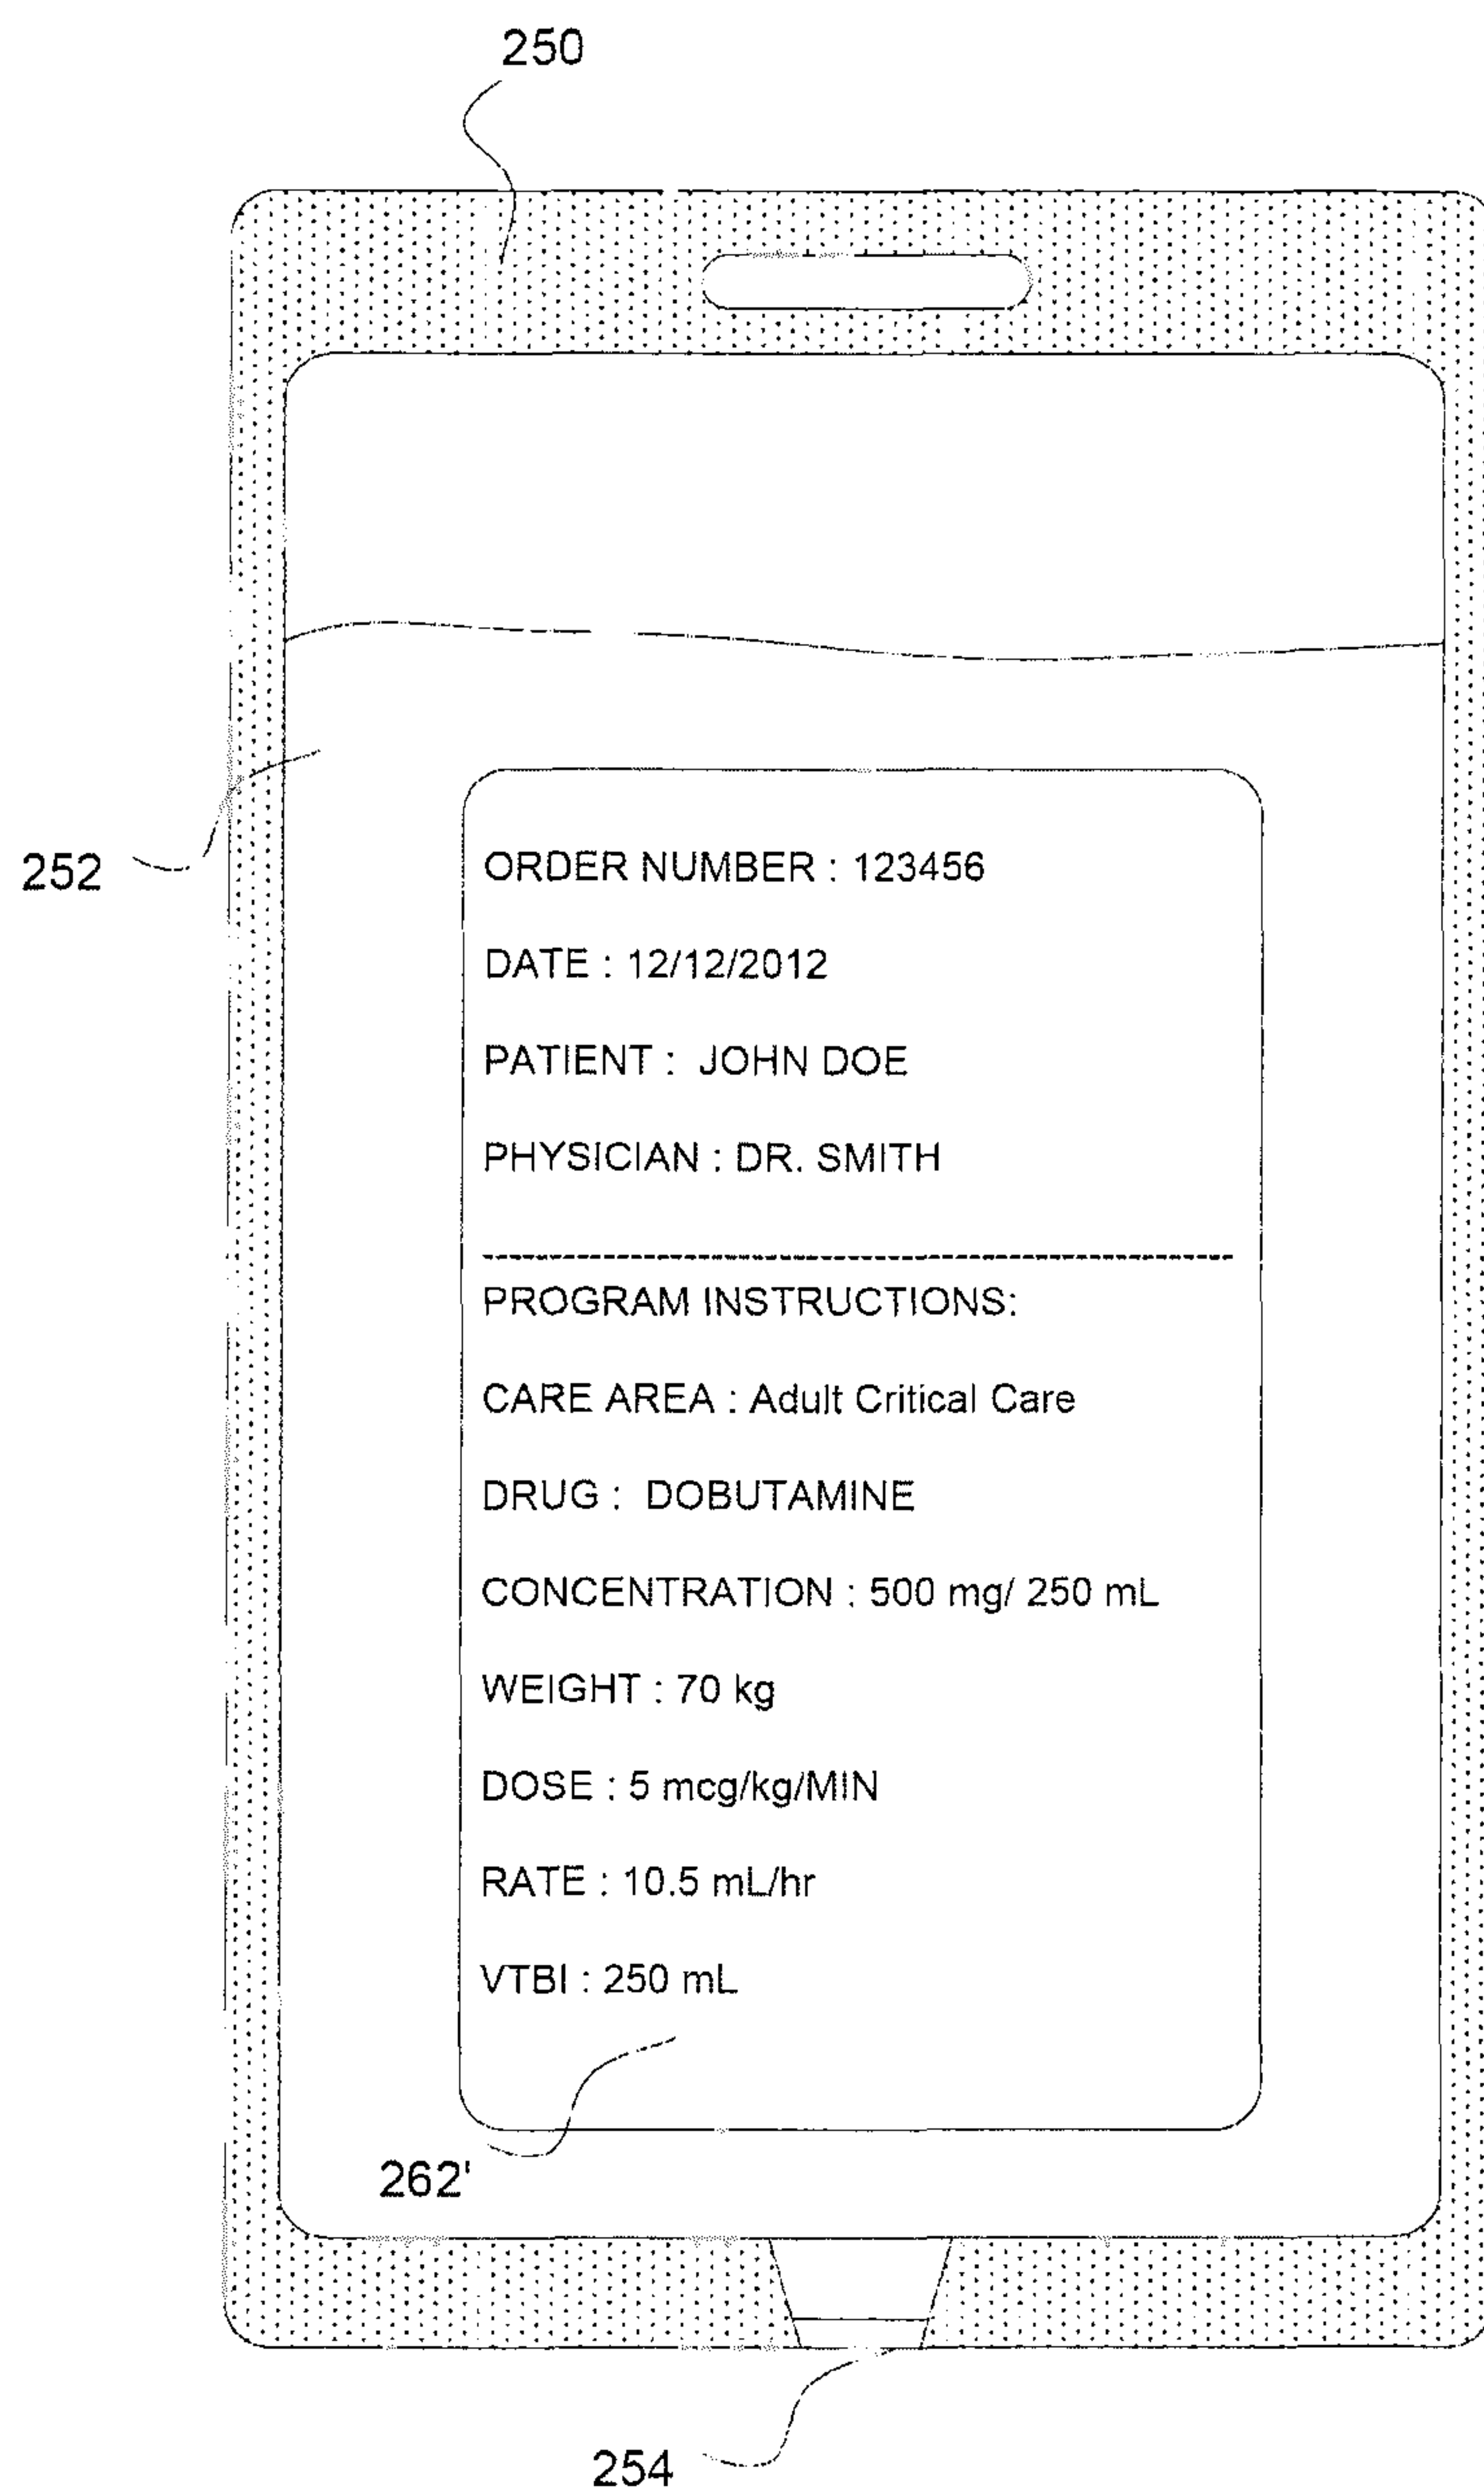 250
252
ORDER NUMBER : 123456
DATE : 12/12/2012
PATIENT : JOHN DOE
PHYSICIAN : DR. SMITH
--------------------------------------------------
PROGRAM INSTRUCTIONS:
CARE AREA : Adult Critical Care
DRUG : DOBUTAMINE
CONCENTRATION : 500 mg/ 250 mL
WEIGHT : 70 kg
DOSE : 5 mcg/kg/MIN
RATE : 10.5 mL/hr
VTBI : 250 mL
262'
254